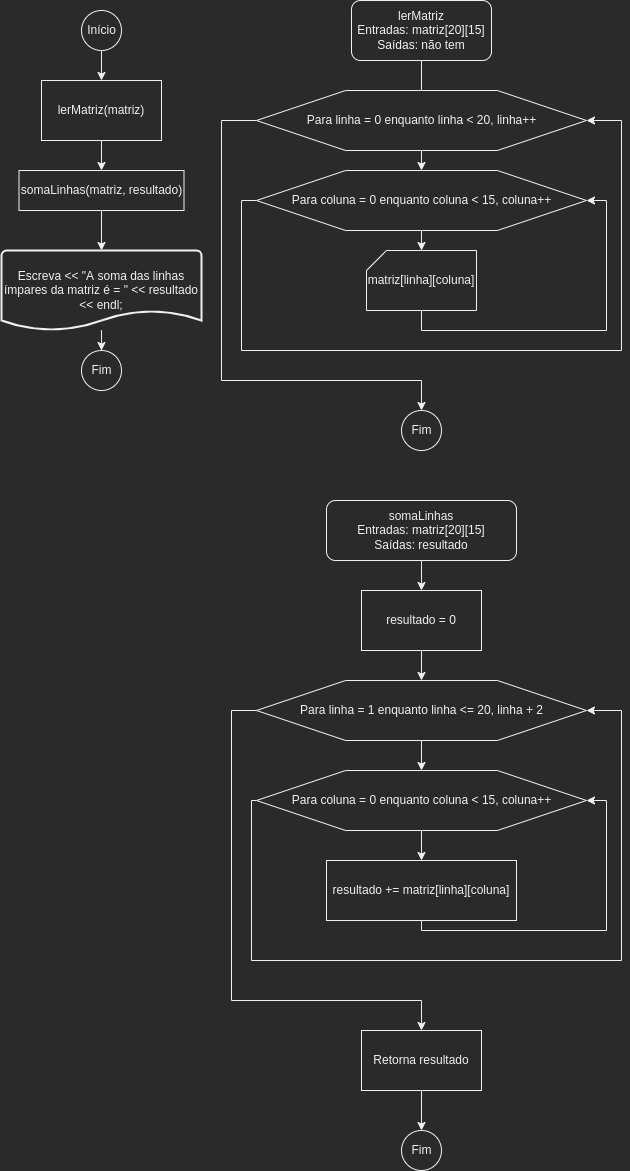 Início
lerMatriz(matriz)
somaLinhas(matriz, resultado)
Escreva << "A soma das linhas
ímpares da matriz é = " << resultado
<< endl;
Fim
lerMatriz
Entradas: matriz[20][15]
Saídas: não tem
Para linha = 0 enquanto linha < 20, linha++
Para coluna = 0 enquanto coluna < 15, coluna++
matriz[linha][coluna]
Fim
somaLinhas
Entradas: matriz[20][15]
Saídas: resultado
resultado = 0
Para linha = 1 enquanto linha <= 20, linha + 2
Para coluna = 0 enquanto coluna < 15, coluna++
resultado += matriz[linha][coluna]
Retorna resultado
Fim